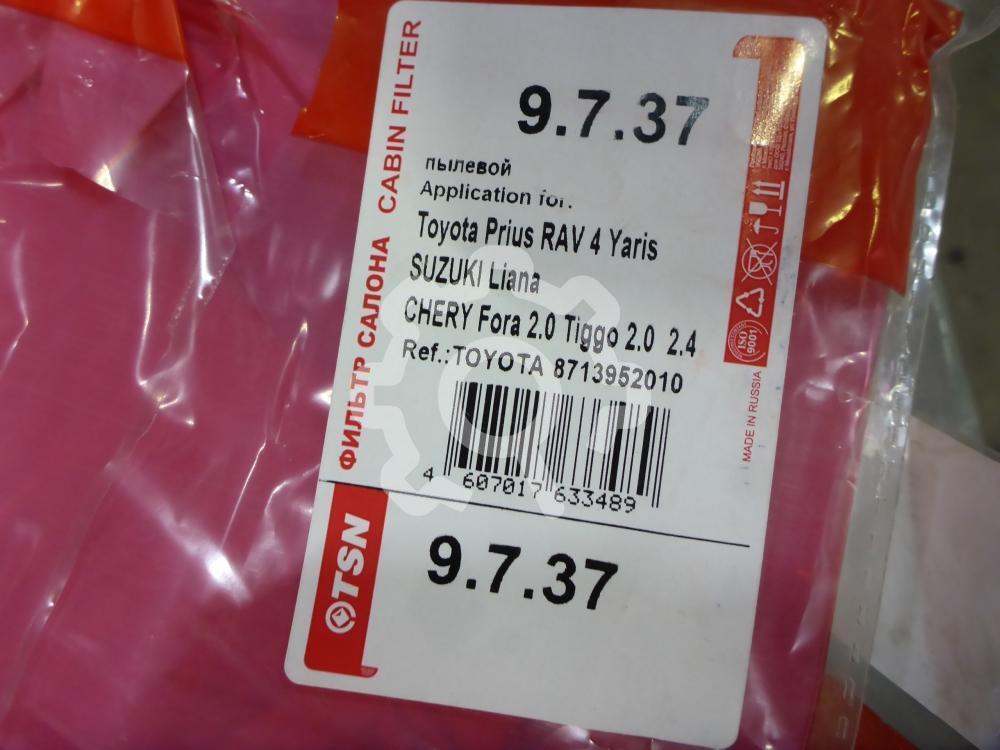 ФИЛЬТР САЛОНА CABIN FILTER
9.7.37
пылевой
Application for:
Toyota Prius RAV 4 Yaris
SUZUKI Liana
CHERY Fora 2.0 Tiggo 2.0 2.4
Ref.:TOYOTA 8713952010
4 607017 633489
ISO 9001
MADE IN RUSSIA
TSN
9.7.37